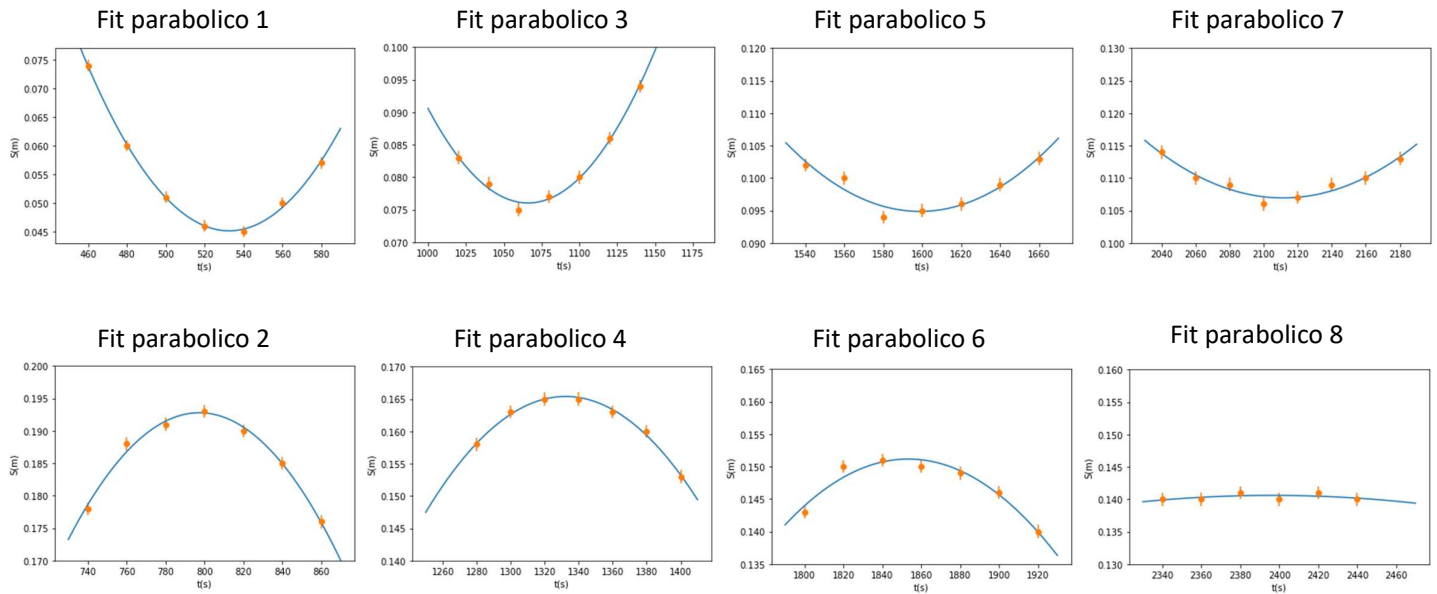 Fit parabolico 1
0.075
0.070
0.065
0.060
0.055
0.050
0.045
S(m)
460 480 500 520 540 560 580
t(s)
Fit parabolico 3
0.100
0.095
0.090
0.085
0.080
0.075
0.070
S(m)
1000 1025 1050 1075 1100 1125 1150 1175
t(s)
Fit parabolico 5
0.120
0.115
0.110
0.105
0.100
0.095
0.090
S(m)
1540 1560 1580 1600 1620 1640 1660
t(s)
Fit parabolico 7
0.130
0.125
0.120
0.115
0.110
0.105
0.100
S(m)
2040 2060 2080 2100 2120 2140 2160 2180
t(s)
Fit parabolico 2
0.200
0.195
0.190
0.185
0.180
0.175
0.170
S(m)
740 760 780 800 820 840 860
t(s)
Fit parabolico 4
0.170
0.165
0.160
0.155
0.150
0.145
0.140
S(m)
1260 1280 1300 1320 1340 1360 1380 1400
t(s)
Fit parabolico 6
0.165
0.160
0.155
0.150
0.145
0.140
0.135
S(m)
1800 1820 1840 1860 1880 1900 1920
t(s)
Fit parabolico 8
0.160
0.155
0.150
0.145
0.140
0.135
0.130
S(m)
2340 2360 2380 2400 2420 2440 2460
t(s)